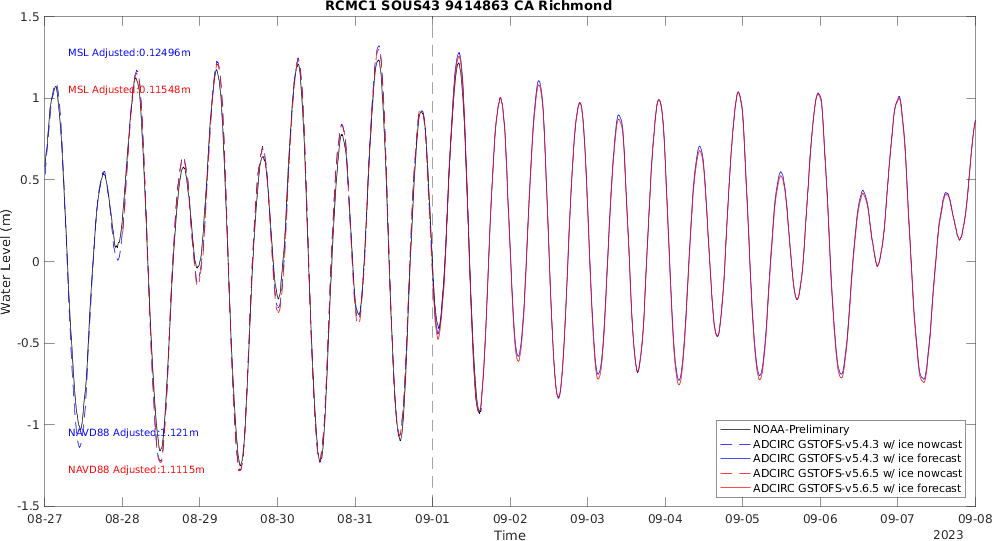 RCMC1 SOUS43 9414863 CA Richmond
1.5
MSL Adjusted:0.12496m
MSL Adjusted:0.11548m
1
0.5
0
-0.5
-1
-1.5
Water Level (m)
NAVD88 Adjusted:1.121m
NAVD88 Adjusted:1.1115m
NOAA-Preliminary
ADCIRC GSTOFS-v5.4.3 w/ ice nowcast
ADCIRC GSTOFS-v5.4.3 w/ ice forecast
ADCIRC GSTOFS-v5.6.5 w/ ice nowcast
ADCIRC GSTOFS-v5.6.5 w/ ice forecast
08-27 08-28 08-29 08-30 08-31 09-01 09-02 09-03 09-04 09-05 09-06 09-07 09-08
Time
2023